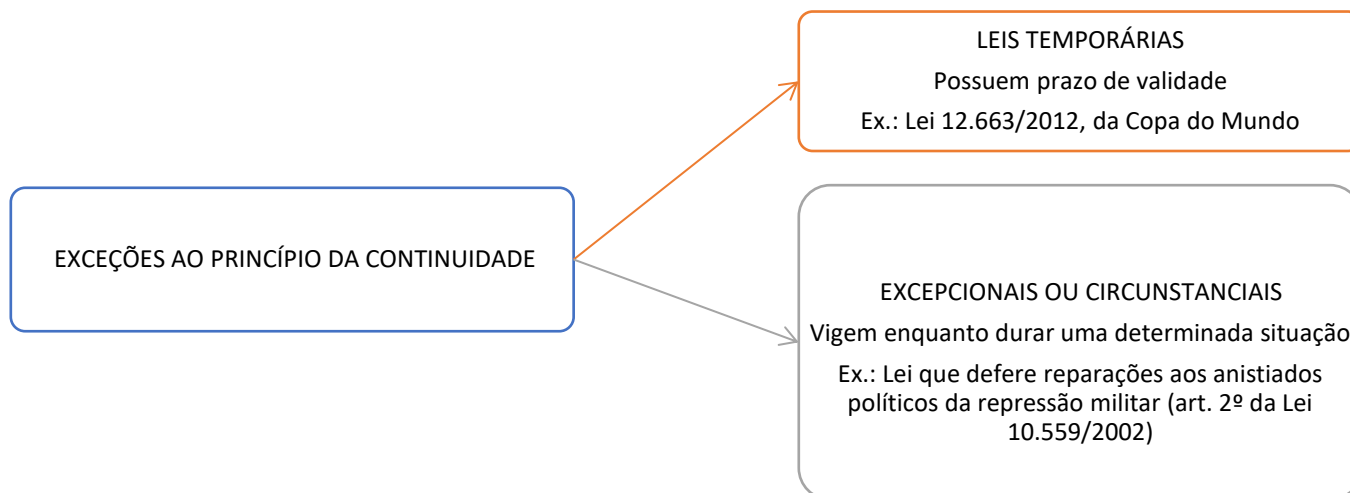 LEIS TEMPORÁRIAS
Possuem prazo de validade
Ex.: Lei 12.663/2012, da Copa do Mundo
EXCEÇÕES AO PRINCÍPIO DA CONTINUIDADE
EXCEPCIONAIS OU CIRCUNSTANCIAIS
Vigem enquanto durar uma determinada situação
Ex.: Lei que defere reparações aos anistiados
políticos da repressão militar (art. 2º da Lei
10.559/2002)